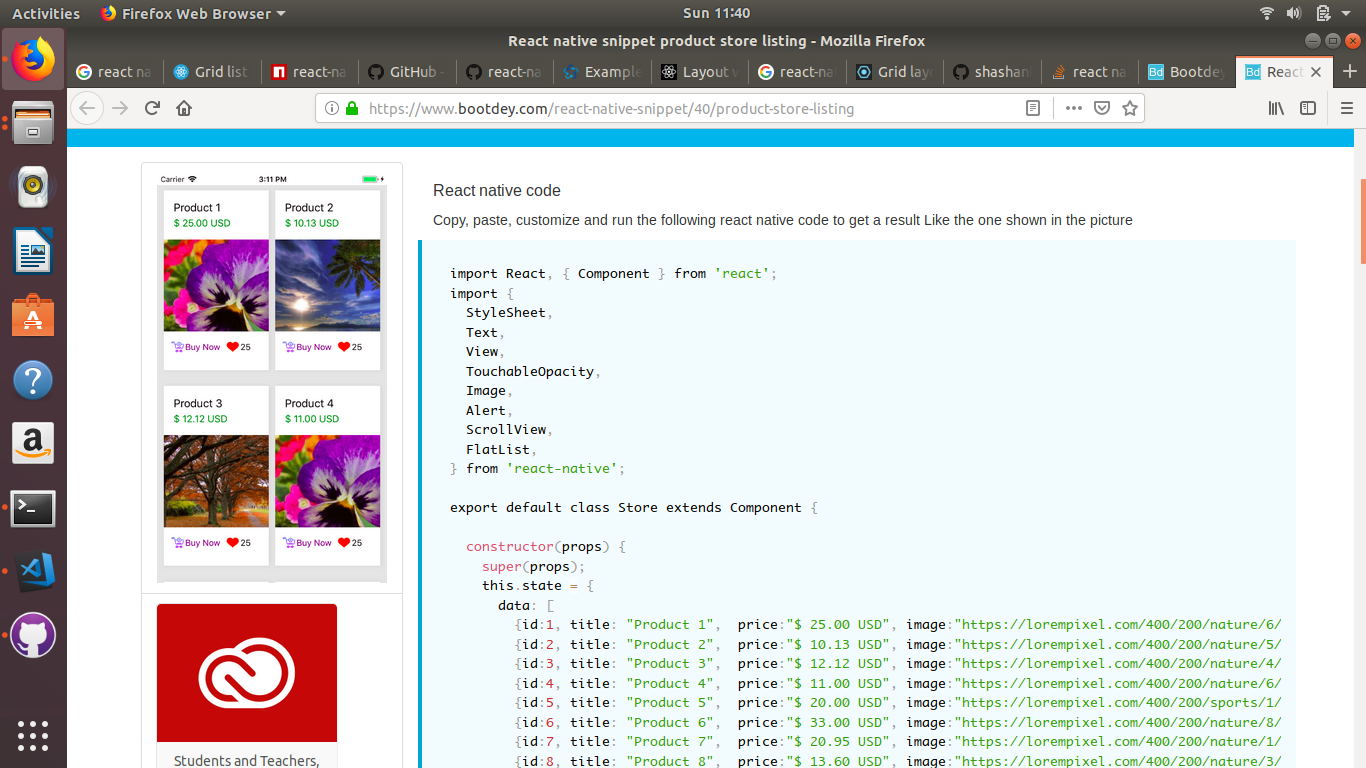 Activities
Firefox Web Browser
Sun 11:40
React native snippet product store listing - Mozilla Firefox
react na
Grid list
react-na
GitHub -
react-na
Example
Layout w
react-na
Grid layo
shashan
react na
Bootdey
React
https://www.bootdey.com/react-native-snippet/40/product-store-listing
Carrier
3:11 PM
Product 1
$ 25.00 USD
Product 2
$ 10.13 USD
Buy Now
25
Buy Now
25
Product 3
$ 12.12 USD
Product 4
$ 11.00 USD
Buy Now
25
Buy Now
25
Students and Teachers,
React native code
Copy, paste, customize and run the following react native code to get a result Like the one shown in the picture
import React, { Component } from 'react';
import {
StyleSheet,
Text,
View,
TouchableOpacity,
Image,
Alert,
ScrollView,
FlatList,
} from 'react-native';
export default class Store extends Component {
constructor(props) {
super(props);
this.state = {
data: [
{id:1, title: "Product 1", price:"$ 25.00 USD", image:"https://lorempixel.com/400/200/nature/6/
{id:2, title: "Product 2", price:"$ 10.13 USD", image:"https://lorempixel.com/400/200/nature/5/
{id:3, title: "Product 3", price:"$ 12.12 USD", image:"https://lorempixel.com/400/200/nature/4/
{id:4, title: "Product 4", price:"$ 11.00 USD", image:"https://lorempixel.com/400/200/nature/6/
{id:5, title: "Product 5", price:"$ 20.00 USD", image:"https://lorempixel.com/400/200/sports/1/
{id:6, title: "Product 6", price:"$ 33.00 USD", image:"https://lorempixel.com/400/200/nature/8/
{id:7, title: "Product 7", price:"$ 20.95 USD", image:"https://lorempixel.com/400/200/nature/1/
{id:8, title: "Product 8", price:"$ 13.60 USD", image:"https://lorempixel.com/400/200/nature/3/